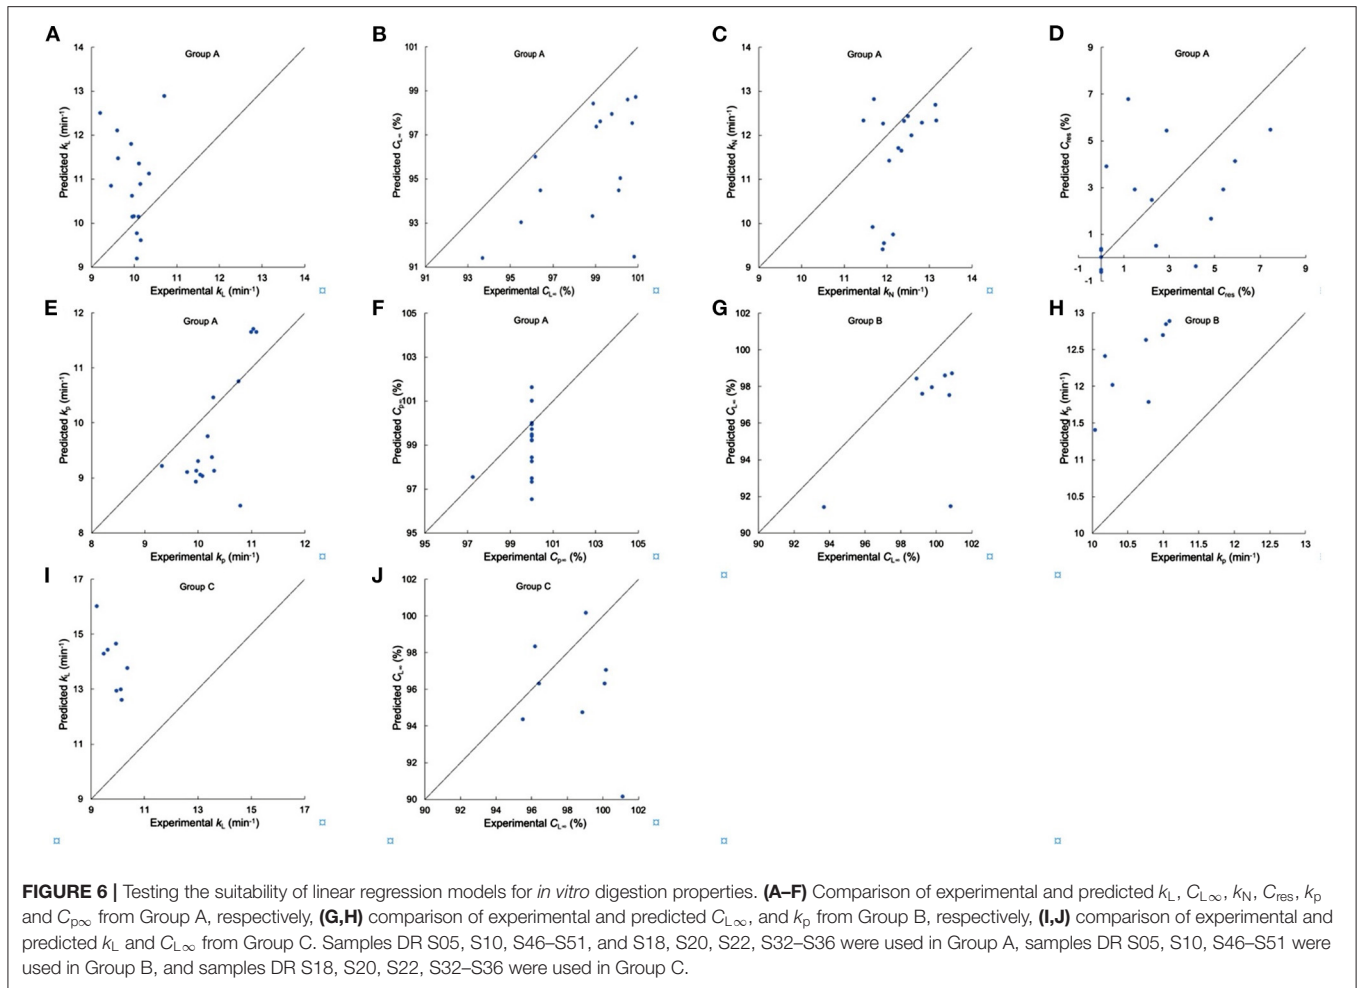 A
Group A
Predicted kL (min-1)
14
13
12
11
10
9
9 10 11 12 13 14
Experimental kL (min-1)
B
Group A
Predicted CL∞ (%)
101
99
97
95
93
91
91 93 95 97 99 101
Experimental CL∞ (%)
C
Group A
Predicted kN (min-1)
14
13
12
11
10
9
9 10 11 12 13 14
Experimental kN (min-1)
D
Group A
Predicted Cres (%)
9
7
5
3
1
-1
-1 1 3 5 7 9
Experimental Cres (%)
E
Group A
Predicted kp (min-1)
12
11
10
9
8
8 9 10 11 12
Experimental kp (min-1)
F
Group A
Predicted Cp∞ (%)
105
103
101
99
97
95
95 97 99 101 103 105
Experimental Cp∞ (%)
G
Group B
Predicted CL∞ (%)
102
100
98
96
94
92
90
90 92 94 96 98 100 102
Experimental CL∞ (%)
H
Group B
Predicted kp (min-1)
13
12.5
12
11.5
11
10.5
10
10 10.5 11 11.5 12 12.5 13
Experimental kp (min-1)
I
Group C
Predicted kL (min-1)
17
15
13
11
9
9 11 13 15 17
Experimental kL (min-1)
J
Group C
Predicted CL∞ (%)
102
100
98
96
94
92
90
90 92 94 96 98 100 102
Experimental CL∞ (%)
FIGURE 6 | Testing the suitability of linear regression models for in vitro digestion properties. (A–F) Comparison of experimental and predicted kL, CL∞, kN, Cres, kp
and Cp∞ from Group A, respectively, (G,H) comparison of experimental and predicted CL∞, and kp from Group B, respectively, (I,J) comparison of experimental and
predicted kL and CL∞ from Group C. Samples DR S05, S10, S46–S51, and S18, S20, S22, S32–S36 were used in Group A, samples DR S05, S10, S46–S51 were
used in Group B, and samples DR S18, S20, S22, S32–S36 were used in Group C.